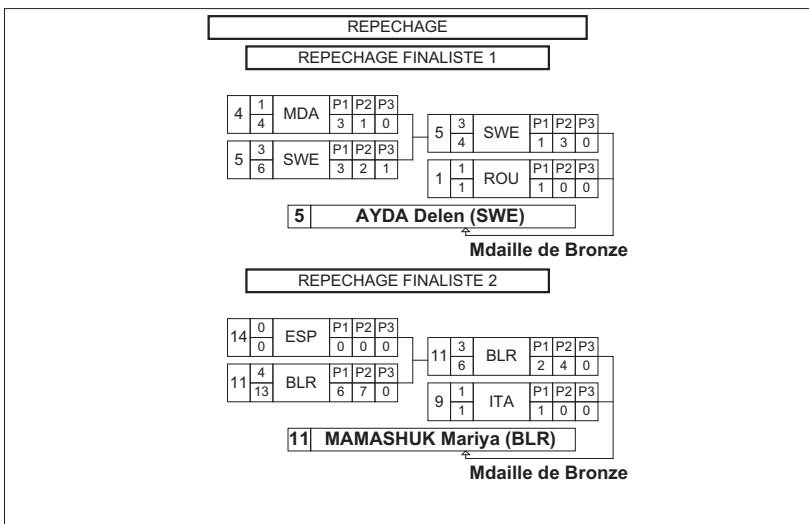 REPECHAGE
REPECHAGE FINALISTE 1
4 1 4 MDA P1 P2 P3 3 1 0
5 3 6 SWE P1 P2 P3 3 2 1
5 3 4 SWE P1 P2 P3 1 3 0
1 1 1 ROU P1 P2 P3 1 0 0
5 AYDA Delen (SWE)
Mdaille de Bronze
REPECHAGE FINALISTE 2
14 0 0 ESP P1 P2 P3 0 0 0
11 4 13 BLR P1 P2 P3 6 7 0
11 3 6 BLR P1 P2 P3 2 4 0
9 1 1 ITA P1 P2 P3 1 0 0
11 MAMASHUK Mariya (BLR)
Mdaille de Bronze